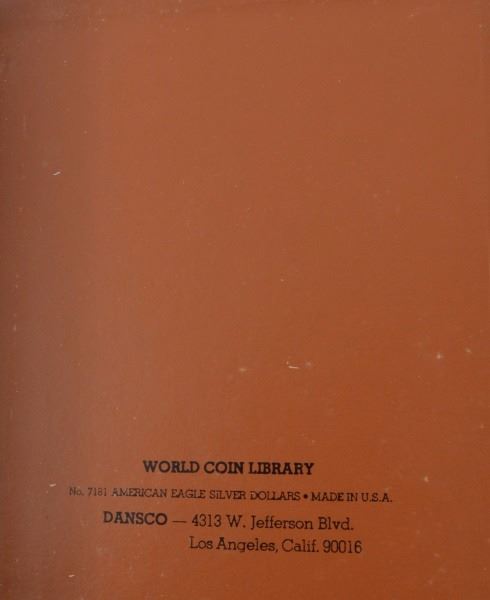 WORLD COIN LIBRARY
No. 7181 AMERICAN EAGLE SILVER DOLLARS • MADE IN U.S.A.
DANSCO — 4313 W. Jefferson Blvd.
Los Angeles, Calif. 90016